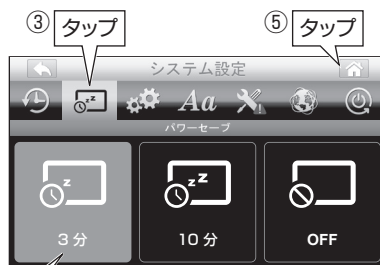 ③ タップ
⑤ タップ
システム設定
Aa
パワーセーブ
3分
10分
OFF